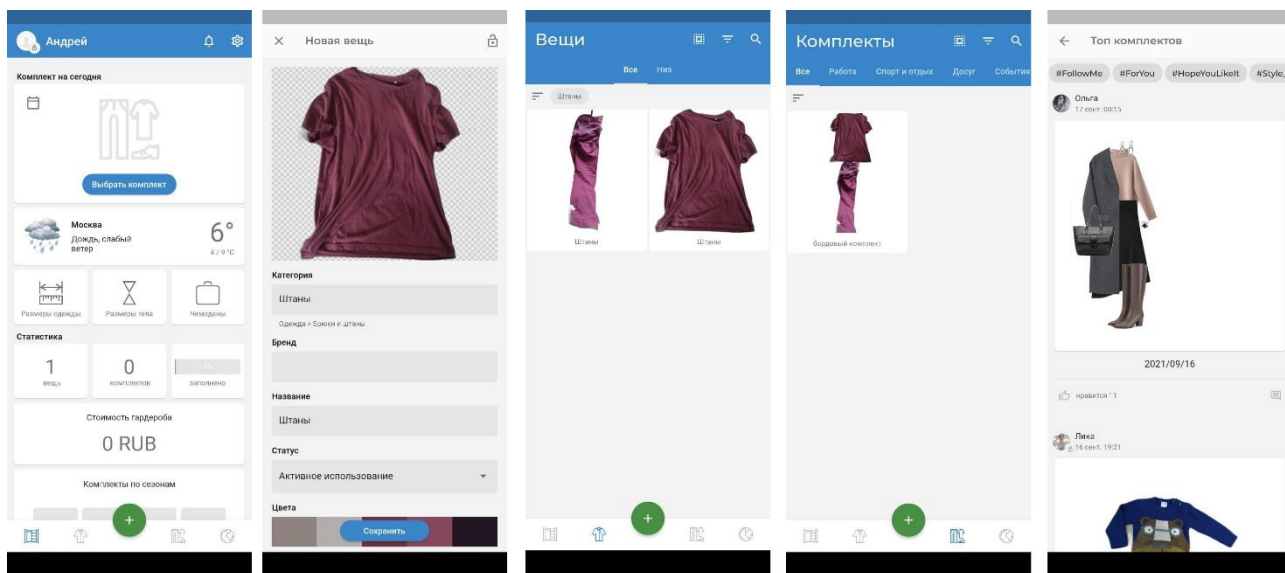 Андрей
Комплект на сегодня
Выбрать комплект
Москва
Дождь, слабый
ветер
6°
4 / 9 °C
Размеры одежды
Размеры тела
Чемоданы
Статистика
1
вещь
0
комплектов
заполнено
Стоимость гардероба
0 RUB
Комплекты по сезонам
Новая вещь
Категория
Штаны
Одежда > Брюки и штаны
Бренд
Название
Штаны
Статус
Активное использование
Цвета
Сохранить
Вещи
Все Низ
Штаны
Штаны Штаны
Комплекты
Все Работа Спорт и отдых Досуг События
бордовый комплект
Топ комплектов
#FollowMe #ForYou #HopeYouLikeIt #Style,
Ольга
17 сент. 00:15
2021/09/16
нравится 11
Лика
16 сент. 19:21